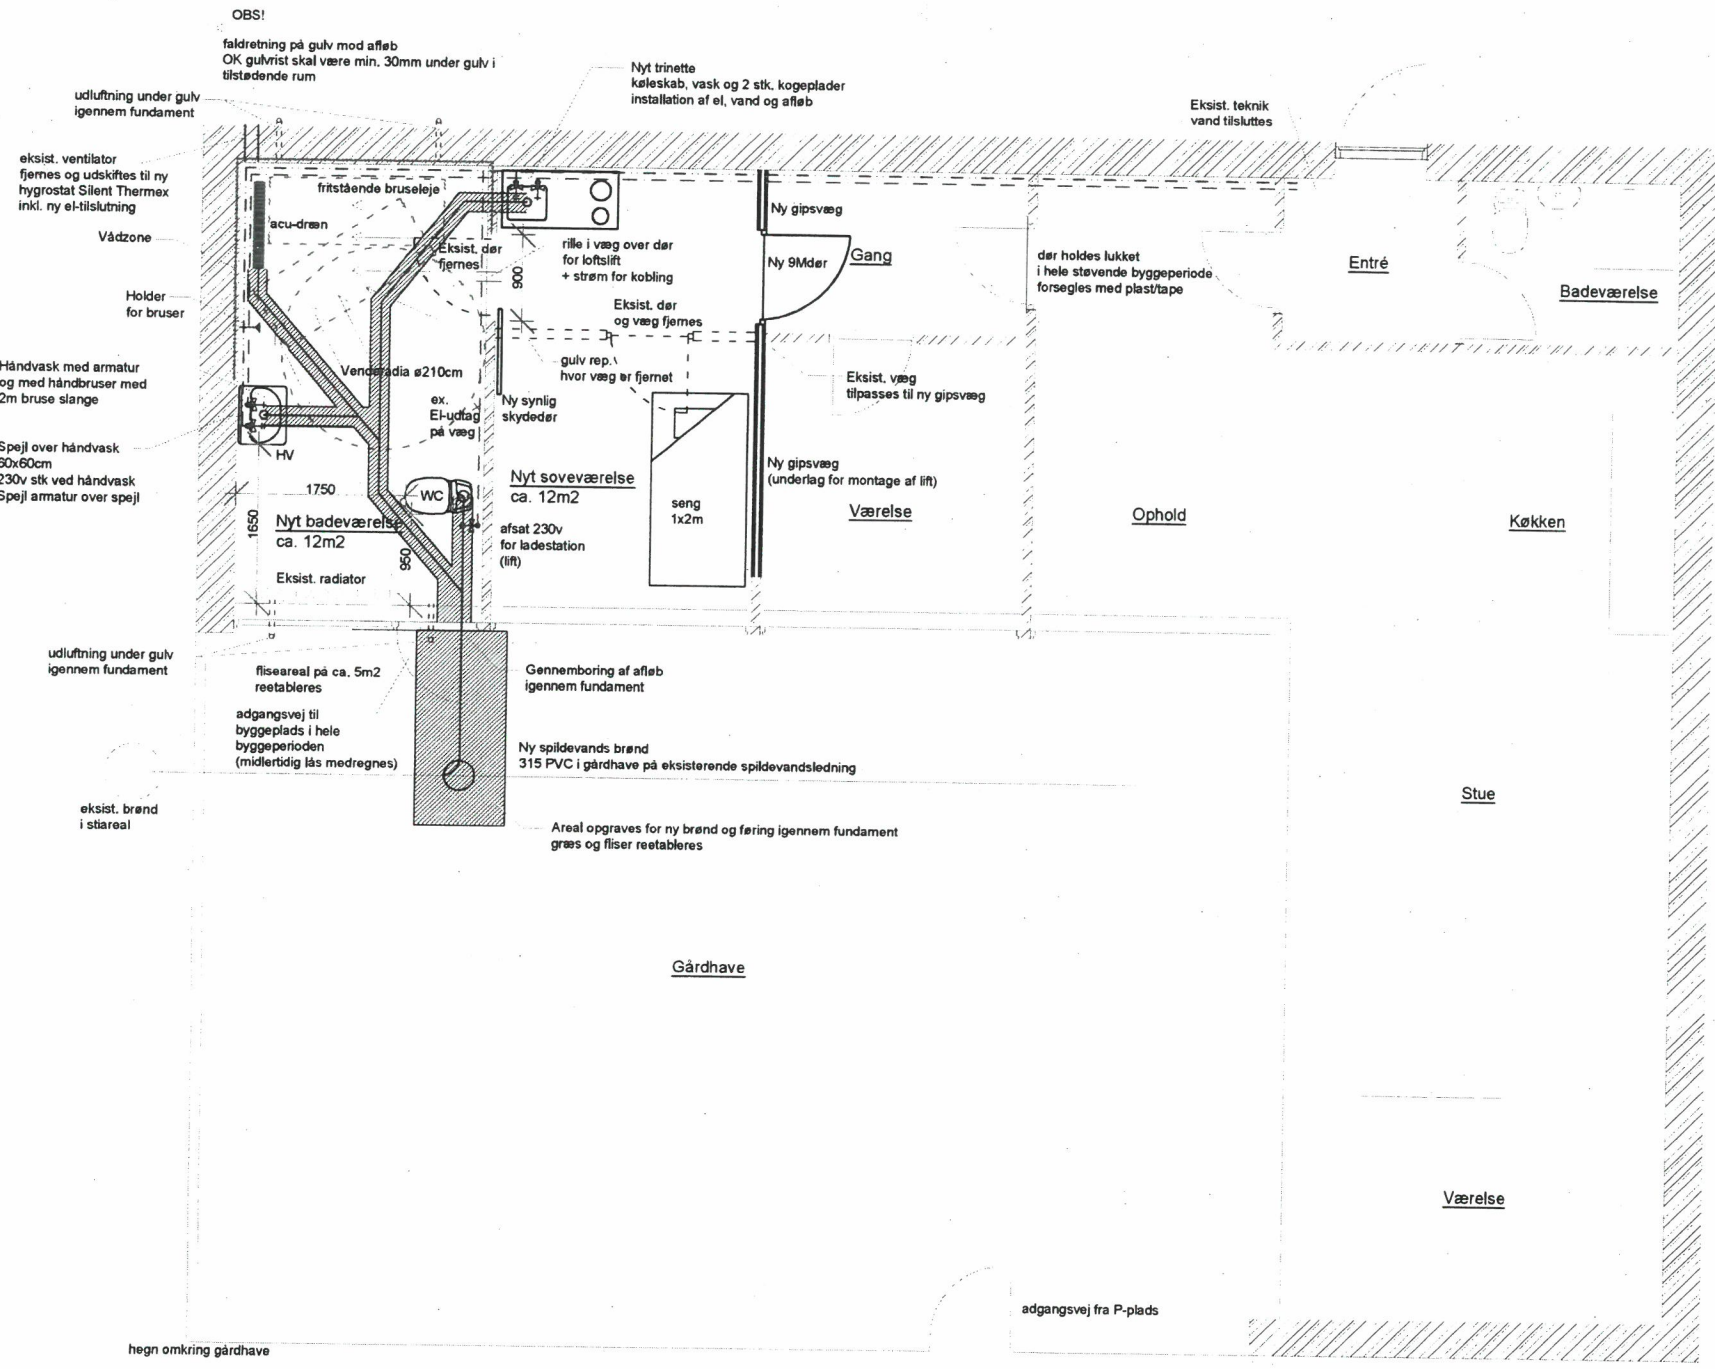 OBS!
faldretning på gulv mod afløb
OK gulvrist skal være min. 30mm under gulv i
tilstødende rum
udluftning under gulv
igennem fundament
Nyt trinette
køleskab, vask og 2 stk. kogeplader
installation af el, vand og afløb
Eksist. teknik
vand tilsluttes
eksist. ventilator
fjernes og udskiftes til ny
hygrostat Silent Thermex
inkl. ny el-tilslutning
Vådzone
Holder
for bruser
Håndvask med armatur
og med håndbruser med
2m bruse slange
Spejl over håndvask
60x60cm
230v stk ved håndvask
Spejl armatur over spejl
fritstående bruseleje
acu-dræn
Eksist. dør
fjernes
rille i væg over dør
for loftslift
+ strøm for kobling
900
Eksist. dør
og væg fjernes
gulv rep.
hvor væg er fjernet
Venderadia ø210cm
ex.
El-udtag
på væg
Ny synlig
skydedør
HV
WC
1750
1650
950
Nyt badeværelse
ca. 12m2
Eksist. radiator
Nyt soveværelse
ca. 12m2
afsat 230v
for ladestation
(lift)
seng
1x2m
Ny gipsvæg
Ny 9Mdør
Gang
dør holdes lukket
i hele støvende byggeperiode
forsegles med plast/tape
Entré
Badeværelse
Eksist. væg
tilpasses til ny gipsvæg
Ny gipsvæg
(underlag for montage af lift)
Værelse
Ophold
Køkken
udluftning under gulv
igennem fundament
fliseareal på ca. 5m2
reetableres
adgangsvej til
byggeplads i hele
byggeperioden
(midlertidig lås medregnes)
Gennemboring af afløb
igennem fundament
Ny spildevands brønd
315 PVC i gårdhave på eksisterende spildevandsledning
eksist. brønd
i stiareal
Areal opgraves for ny brønd og føring igennem fundament
græs og fliser reetableres
Stue
Gårdhave
Værelse
adgangsvej fra P-plads
hegn omkring gårdhave